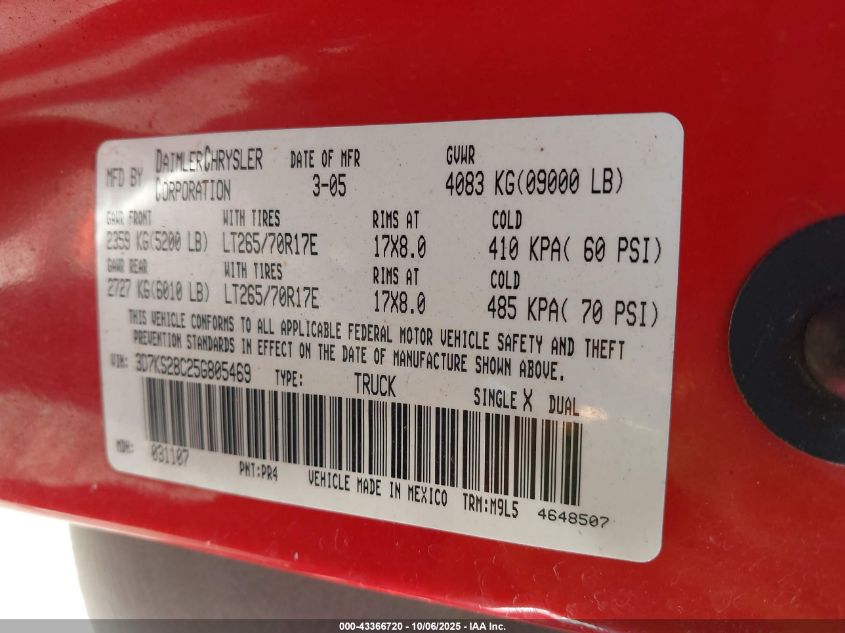 MFD BY DAIMLERCHRYSLER CORPORATION DATE OF MFR 3-05 GVWR 4083 KG(09000 LB)
GAWR FRONT WITH TIRES RIMS AT COLD
2359 KG(5200 LB) LT265/70R17E 17X8.0 410 KPA( 60 PSI)
GAWR REAR WITH TIRES RIMS AT COLD
2727 KG(6010 LB) LT265/70R17E 17X8.0 485 KPA( 70 PSI)
THIS VEHICLE CONFORMS TO ALL APPLICABLE FEDERAL MOTOR VEHICLE SAFETY AND THEFT
PREVENTION STANDARDS IN EFFECT ON THE DATE OF MANUFACTURE SHOWN ABOVE.
VIN: 3D7KS28C25G805469 TYPE: TRUCK SINGLE X DUAL
MDH: 031107
PNT:PR4 VEHICLE MADE IN MEXICO TRM:M9L5 4648507
000-43366720 - 10/06/2025 - IAA Inc.